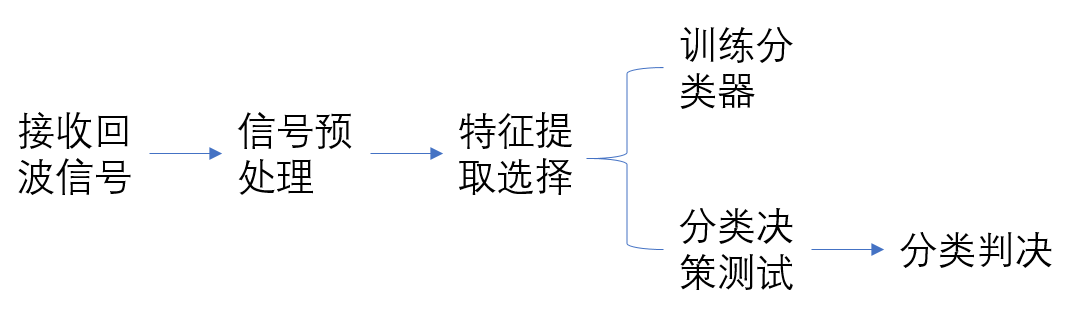 接收回
波信号
信号预
处理
特征提
取选择
训练分
类器
分类决
策测试
分类判决